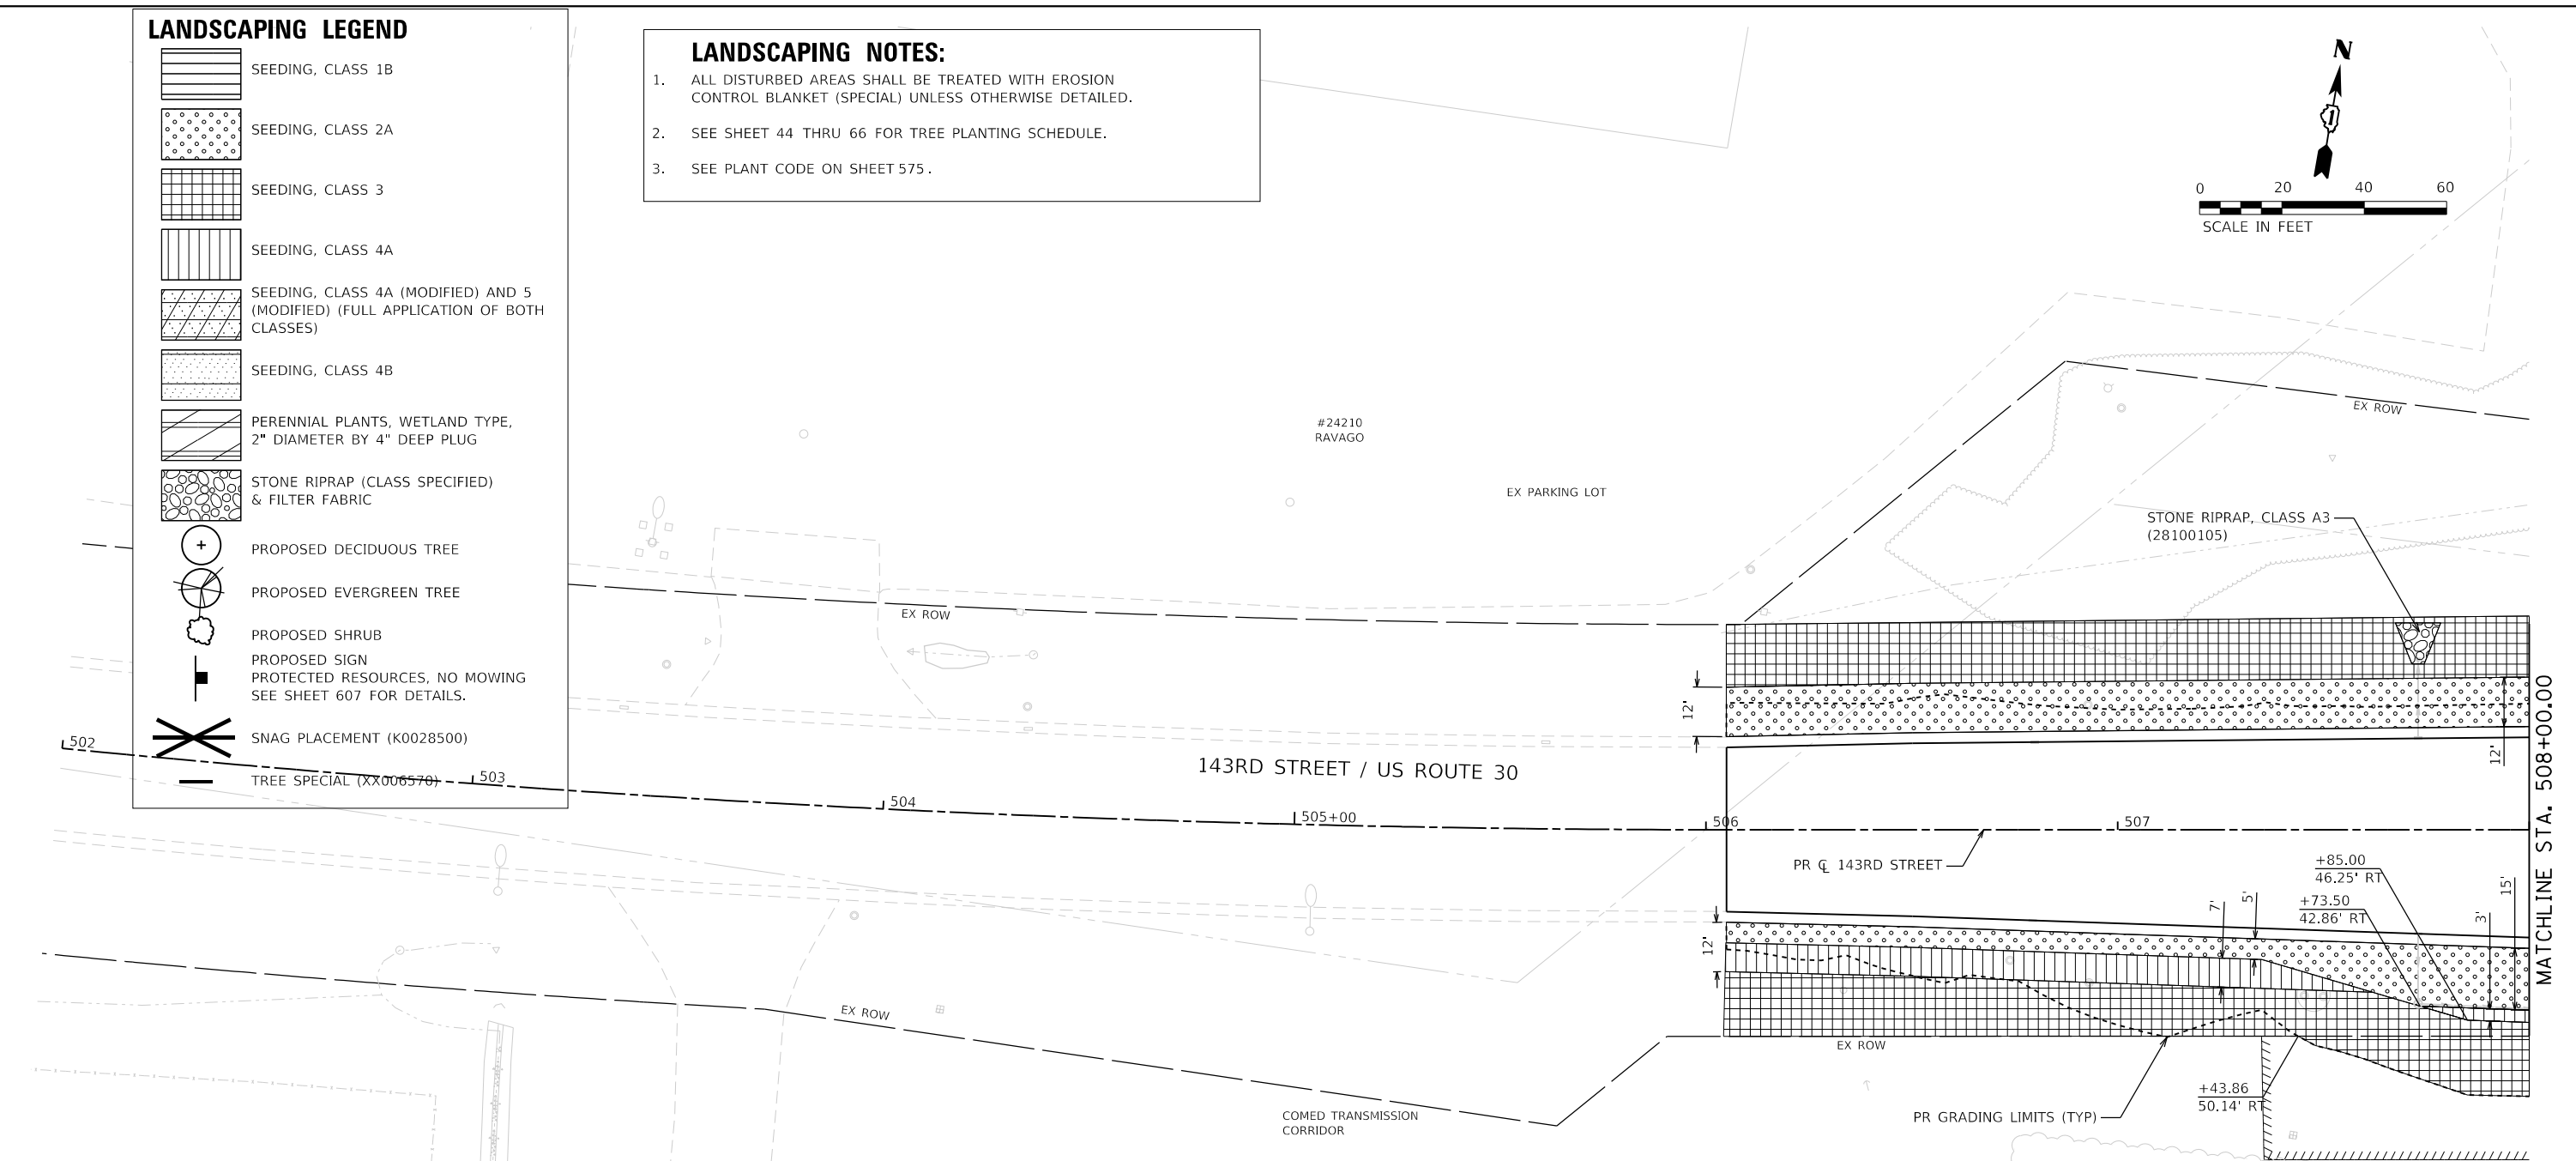 LANDSCAPING LEGEND
SEEDING, CLASS 1B
SEEDING, CLASS 2A
SEEDING, CLASS 3
SEEDING, CLASS 4A
SEEDING, CLASS 4A (MODIFIED) AND 5
(MODIFIED) (FULL APPLICATION OF BOTH
CLASSES)
SEEDING, CLASS 4B
PERENNIAL PLANTS, WETLAND TYPE,
2" DIAMETER BY 4" DEEP PLUG
STONE RIPRAP (CLASS SPECIFIED)
& FILTER FABRIC
PROPOSED DECIDUOUS TREE
PROPOSED EVERGREEN TREE
PROPOSED SHRUB
PROPOSED SIGN
PROTECTED RESOURCES, NO MOWING
SEE SHEET 607 FOR DETAILS.
SNAG PLACEMENT (K0028500)
TREE SPECIAL (XX006570)
LANDSCAPING NOTES:
1. ALL DISTURBED AREAS SHALL BE TREATED WITH EROSION
CONTROL BLANKET (SPECIAL) UNLESS OTHERWISE DETAILED.
2. SEE SHEET 44 THRU 66 FOR TREE PLANTING SCHEDULE.
3. SEE PLANT CODE ON SHEET 575.
N
1
0 20 40 60
SCALE IN FEET
#24210
RAVAGO
EX PARKING LOT
EX ROW
EX ROW
STONE RIPRAP, CLASS A3
(28100105)
12'
12'
143RD STREET / US ROUTE 30
502
503
504
505+00
506
507
PR ℄ 143RD STREET
+85.00
46.25' RT
+73.50
42.86' RT
7'
5'
3'
15'
12'
MATCHLINE STA. 508+00.00
EX ROW
EX ROW
+43.86
50.14' RT
PR GRADING LIMITS (TYP)
COMED TRANSMISSION
CORRIDOR